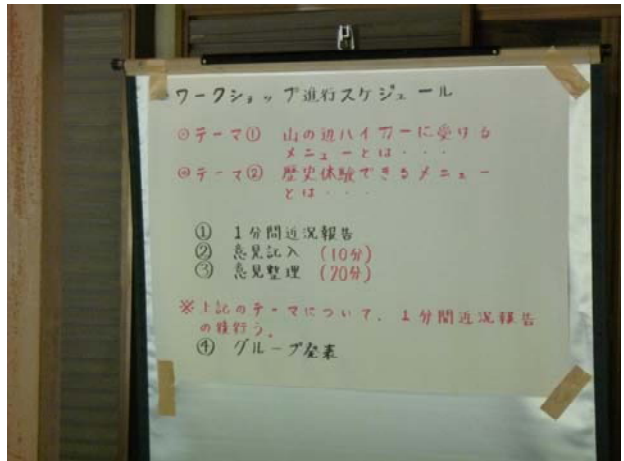 ワークショップ進行スケジュール
◎テーマ① 山の辺ハイカーに受ける
メニューとは・・・
◎テーマ② 歴史体験できるメニュー
とは・・・
① 1分間近況報告
② 意見記入 (10分)
③ 意見整理 (20分)
※上記のテーマについて、1分間近況報告
の後行う。
④ グループ発表